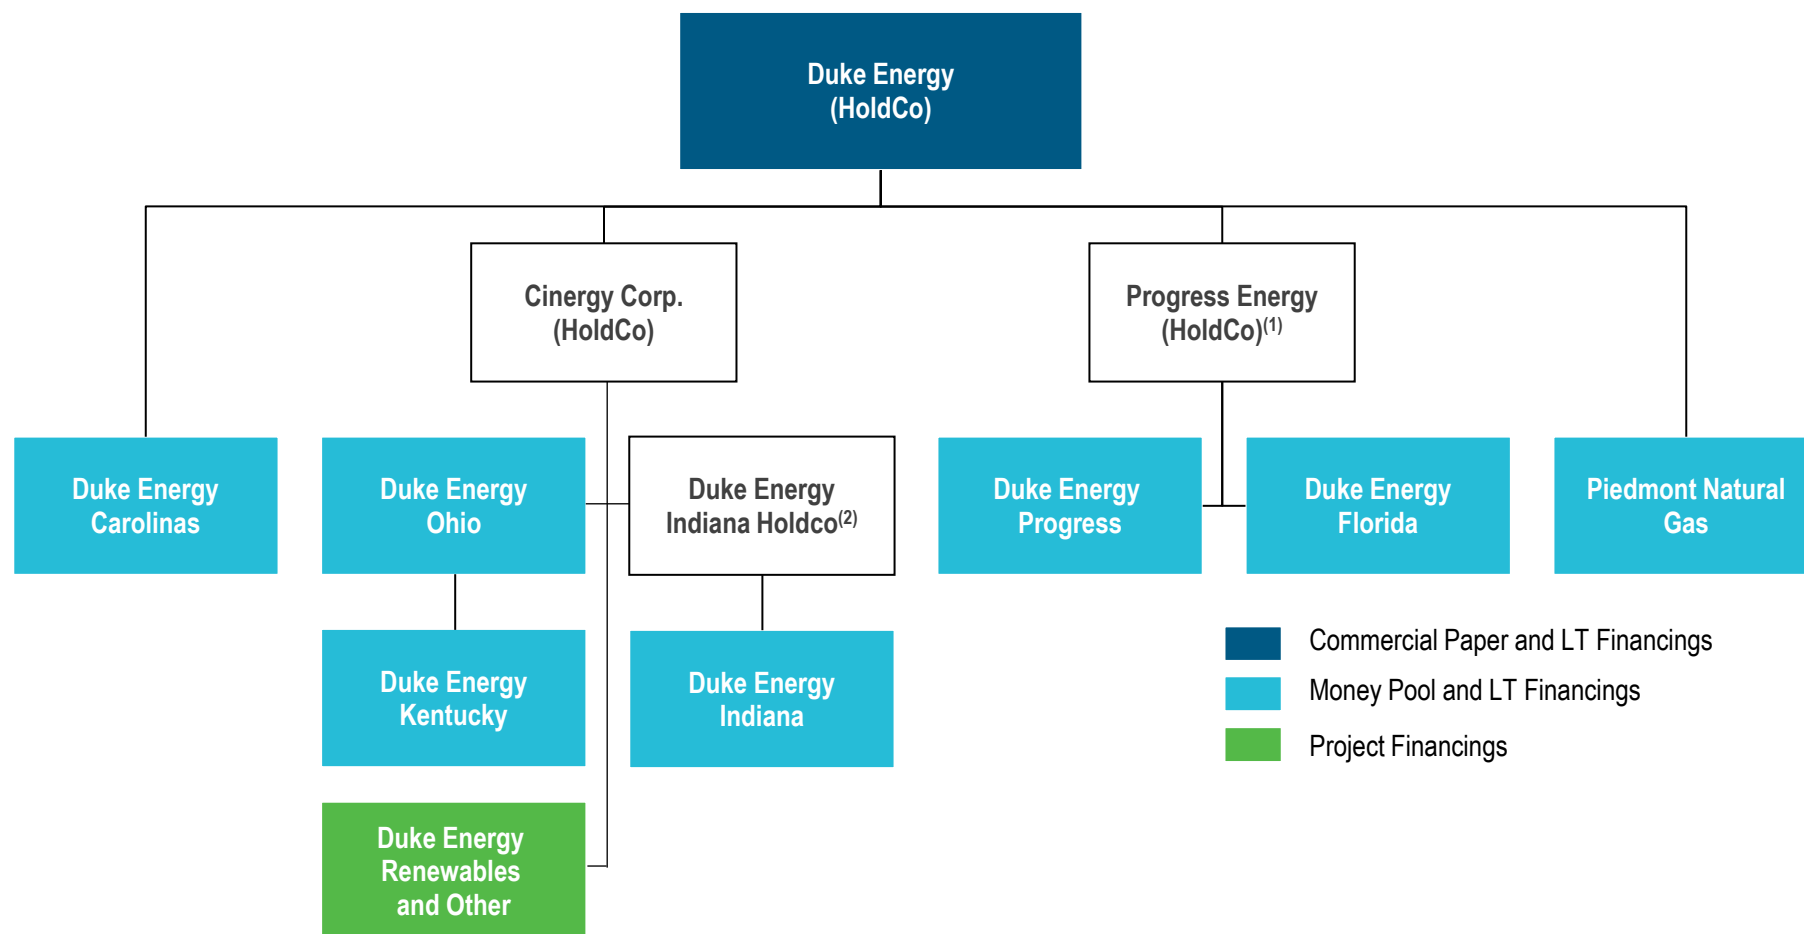 Duke Energy
(HoldCo)
Cinergy Corp.
(HoldCo)
Progress Energy
(HoldCo)(1)
Duke Energy
Carolinas
Duke Energy
Ohio
Duke Energy
Indiana Holdco(2)
Duke Energy
Progress
Duke Energy
Florida
Piedmont Natural
Gas
Duke Energy
Kentucky
Duke Energy
Indiana
Commercial Paper and LT Financings
Money Pool and LT Financings
Project Financings
Duke Energy
Renewables
and Other